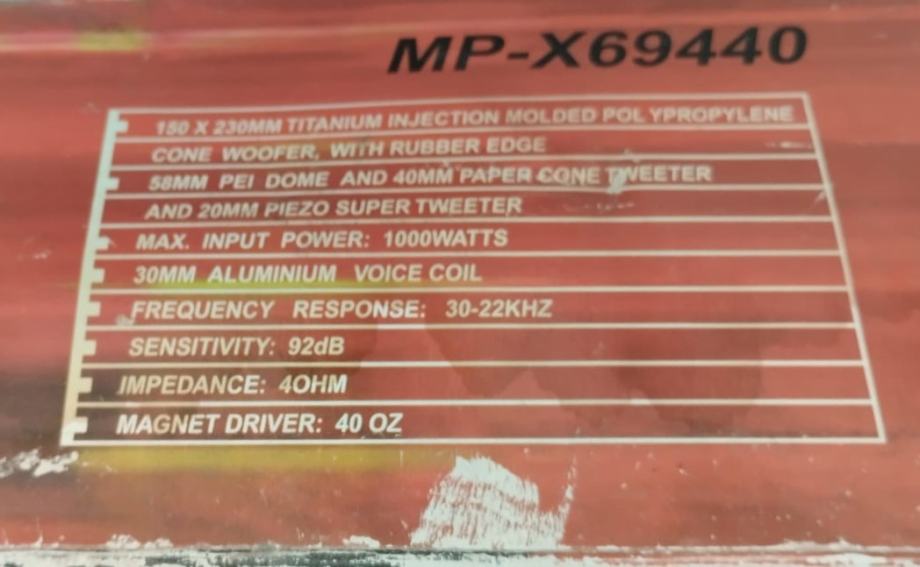 MP-X69440
150 X 230MM TITANIUM INJECTION MOLDED POLYPROPYLENE
CONE WOOFER, WITH RUBBER EDGE
58MM PEI DOME AND 40MM PAPER CONE TWEETER
AND 20MM PIEZO SUPER TWEETER
MAX. INPUT POWER: 1000WATTS
30MM ALUMINIUM VOICE COIL
FREQUENCY RESPONSE: 30-22KHZ
SENSITIVITY: 92dB
IMPEDANCE: 4OHM
MAGNET DRIVER: 40 OZ